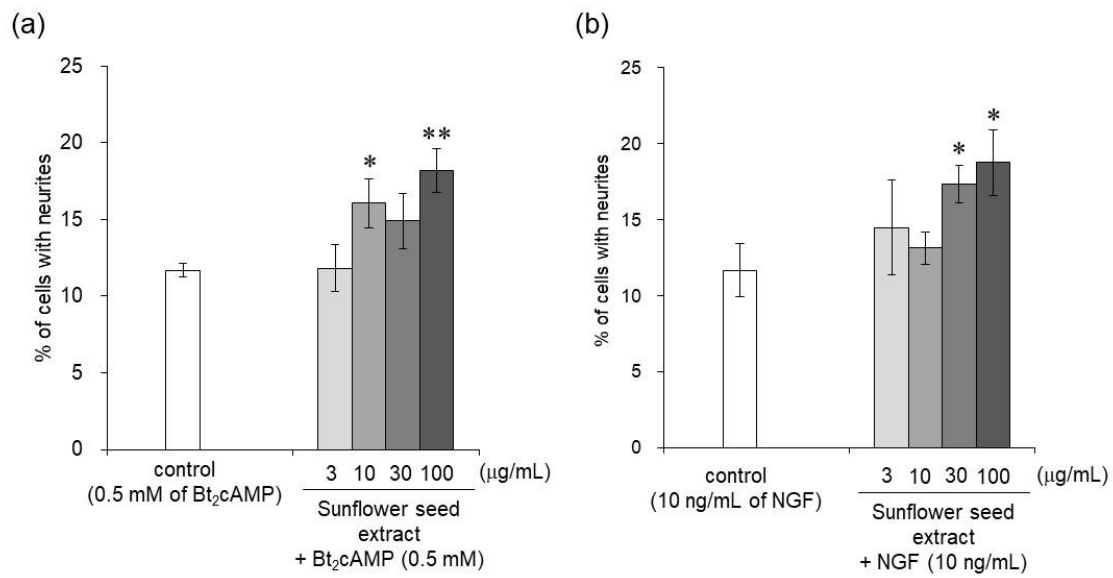 (a)
25
20
15
10
5
0
% of cells with neurites
*
**
control
(0.5 mM of Bt₂cAMP)
3 10 30 100 (μg/mL)
Sunflower seed
extract
+ Bt₂cAMP (0.5 mM)
(b)
25
20
15
10
5
0
% of cells with neurites
*
*
control
(10 ng/mL of NGF)
3 10 30 100 (μg/mL)
Sunflower seed
extract
+ NGF (10 ng/mL)